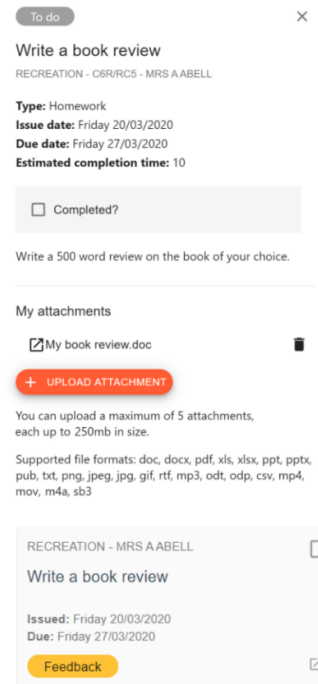 To do
Write a book review
RECREATION - C6R/RC5 - MRS A ABELL
Type: Homework
Issue date: Friday 20/03/2020
Due date: Friday 27/03/2020
Estimated completion time: 10
Completed?
Write a 500 word review on the book of your choice.
My attachments
My book review.doc
+ UPLOAD ATTACHMENT
You can upload a maximum of 5 attachments,
each up to 250mb in size.
Supported file formats: doc, docx, pdf, xls, xlsx, ppt, pptx,
pub, txt, png, jpeg, jpg, gif, rtf, mp3, odt, odp, csv, mp4,
mov, m4a, sb3
RECREATION - MRS A ABELL
Write a book review
Issued: Friday 20/03/2020
Due: Friday 27/03/2020
Feedback